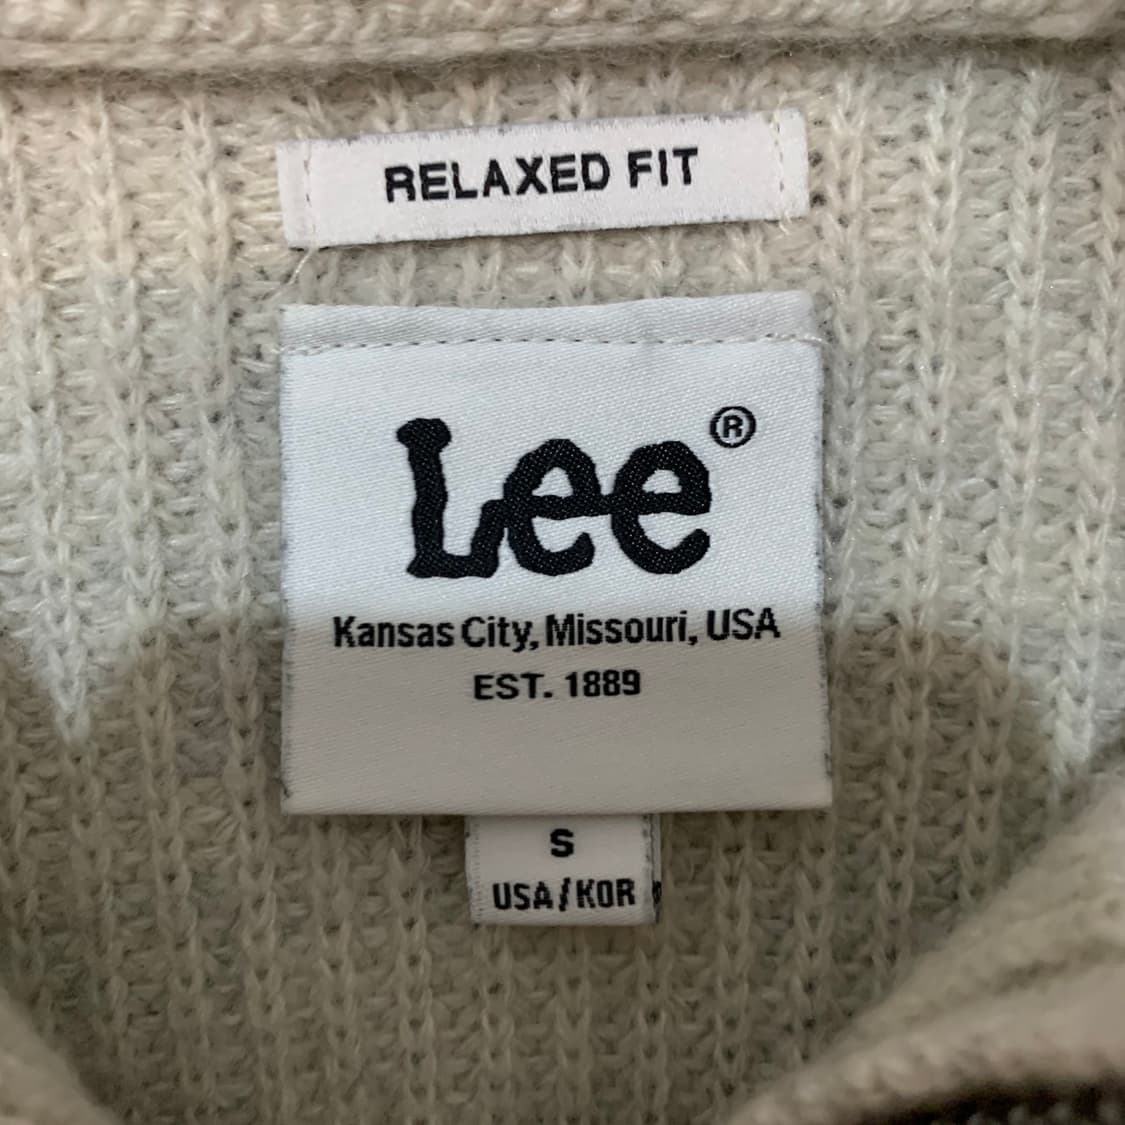 RELAXED FIT
Lee®
Kansas City, Missouri, USA
EST. 1889
S
USA/KOR